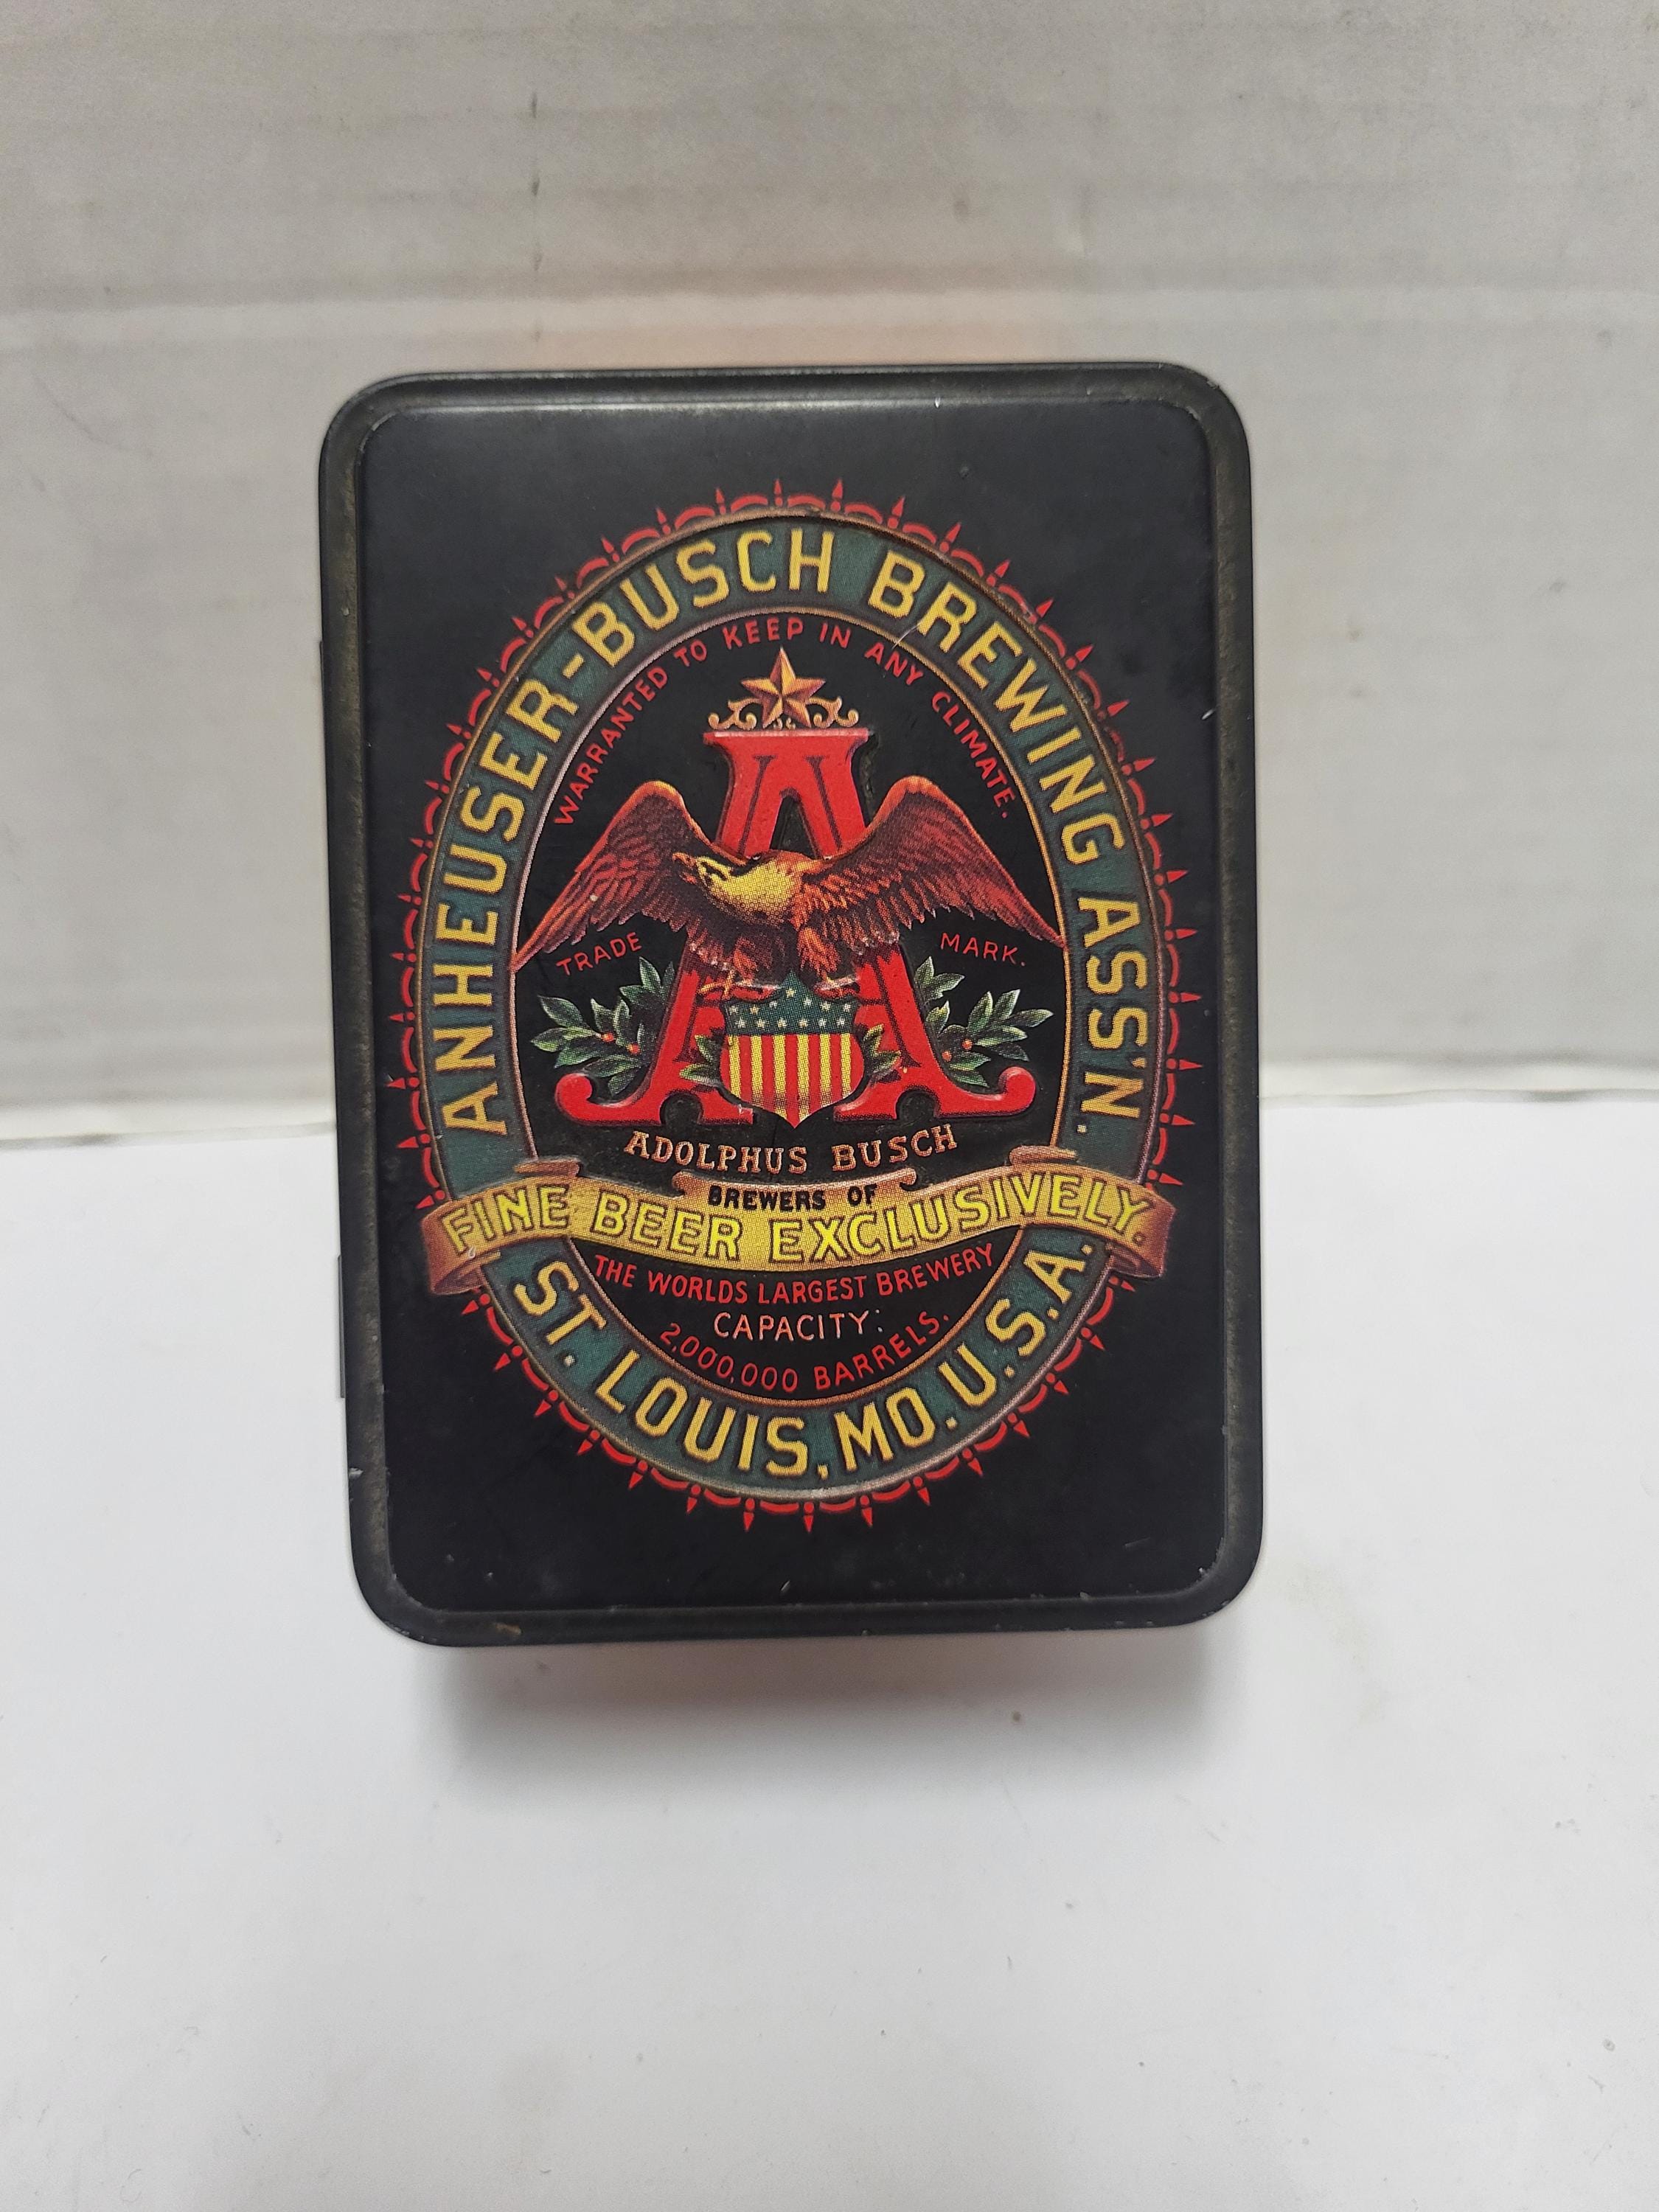 ANHEUSER-BUSCH BREWING ASS'N.
WARRANTED TO KEEP IN ANY CLIMATE.
TRADE MARK.
ADOLPHUS BUSCH
BREWERS OF
FINE BEER EXCLUSIVELY.
THE WORLDS LARGEST BREWERY
CAPACITY:
2,000,000 BARRELS.
ST. LOUIS, MO. U.S.A.